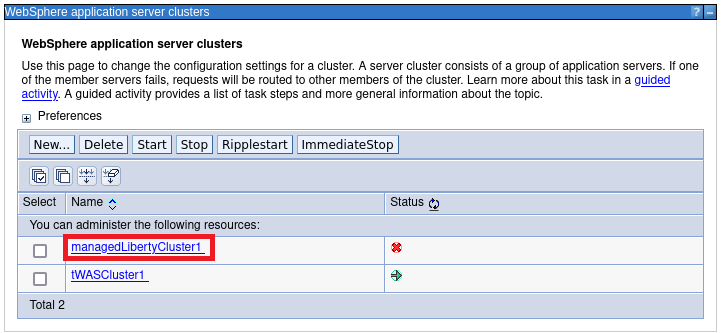 WebSphere application server clusters
? –
WebSphere application server clusters
Use this page to change the configuration settings for a cluster. A server cluster consists of a group of application servers. If one
of the member servers fails, requests will be routed to other members of the cluster. Learn more about this task in a guided
activity. A guided activity provides a list of task steps and more general information about the topic.
+ Preferences
New... Delete Start Stop Ripplestart ImmediateStop
Select Name Status
You can administer the following resources:
managedLibertyCluster1
tWASCluster1
Total 2